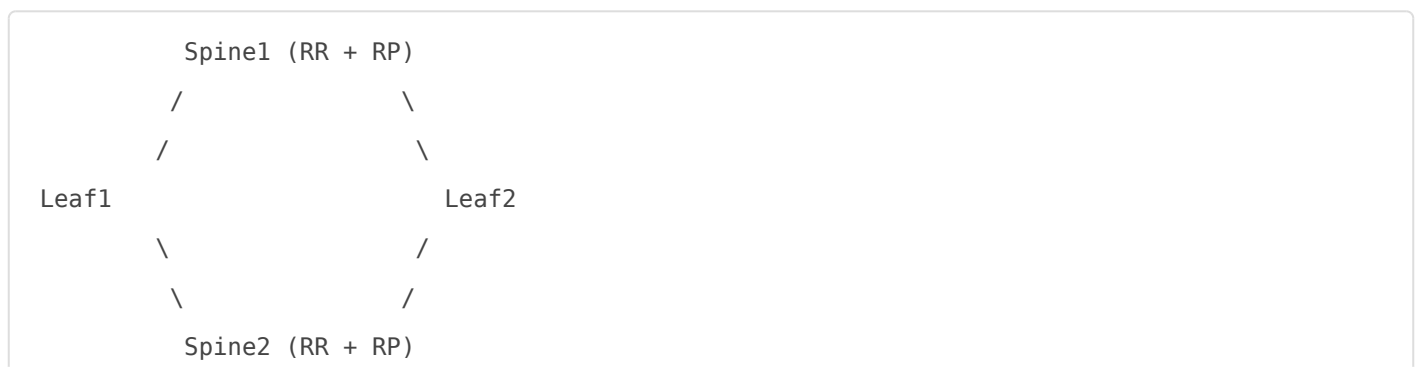 Spine1 (RR + RP)
/ \
/ \
Leaf1 Leaf2
\ /
\ /
Spine2 (RR + RP)